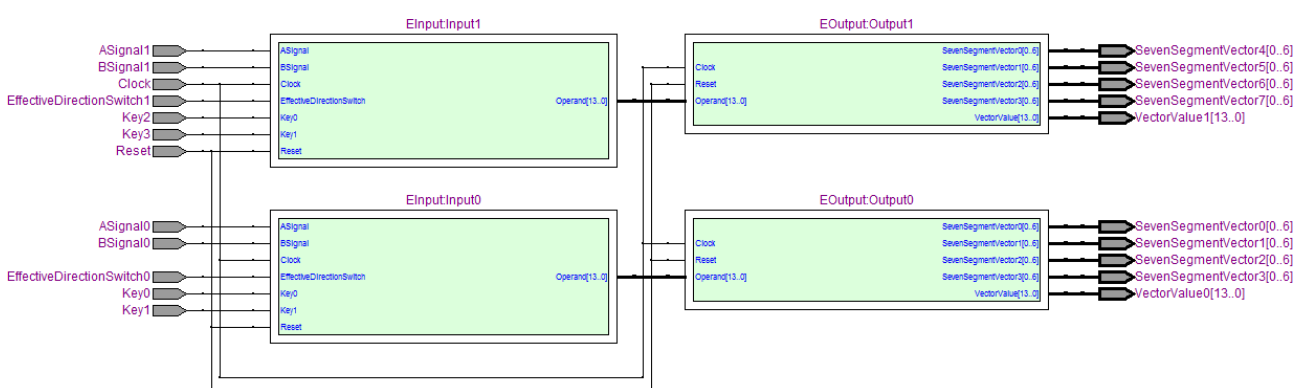 EInput:Input1
EOutput:Output1
ASignal1
BSignal1
Clock
EffectiveDirectionSwitch1
Key2
Key3
Reset
ASignal
BSignal
Clock
EffectiveDirectionSwitch
Key0
Key1
Reset
Operand[13..0]
Clock
Reset
Operand[13..0]
SevenSegmentVector0[0..6]
SevenSegmentVector1[0..6]
SevenSegmentVector2[0..6]
SevenSegmentVector3[0..6]
VectorValue[13..0]
SevenSegmentVector4[0..6]
SevenSegmentVector5[0..6]
SevenSegmentVector6[0..6]
SevenSegmentVector7[0..6]
VectorValue1[13..0]
EInput:Input0
EOutput:Output0
ASignal0
BSignal0
EffectiveDirectionSwitch0
Key0
Key1
ASignal
BSignal
Clock
EffectiveDirectionSwitch
Key0
Key1
Reset
Operand[13..0]
Clock
Reset
Operand[13..0]
SevenSegmentVector0[0..6]
SevenSegmentVector1[0..6]
SevenSegmentVector2[0..6]
SevenSegmentVector3[0..6]
VectorValue[13..0]
SevenSegmentVector0[0..6]
SevenSegmentVector1[0..6]
SevenSegmentVector2[0..6]
SevenSegmentVector3[0..6]
VectorValue0[13..0]